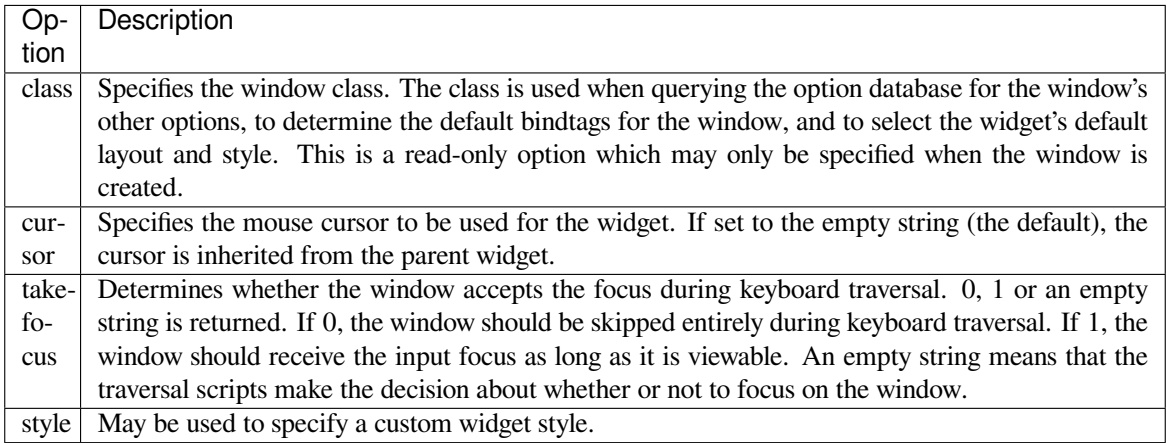 Op-
tion
Description
class
Specifies the window class. The class is used when querying the option database for the window's
other options, to determine the default bindtags for the window, and to select the widget's default
layout and style. This is a read-only option which may only be specified when the window is
created.
cur-
sor
Specifies the mouse cursor to be used for the widget. If set to the empty string (the default), the
cursor is inherited from the parent widget.
take-
fo-
cus
Determines whether the window accepts the focus during keyboard traversal. 0, 1 or an empty
string is returned. If 0, the window should be skipped entirely during keyboard traversal. If 1, the
window should receive the input focus as long as it is viewable. An empty string means that the
traversal scripts make the decision about whether or not to focus on the window.
style
May be used to specify a custom widget style.